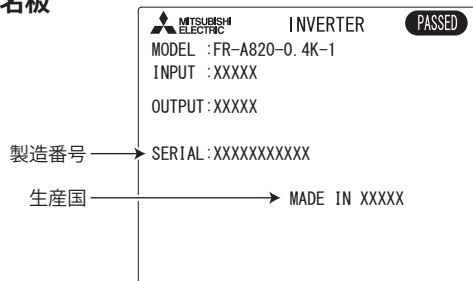 名板
MITSUBISHI ELECTRIC INVERTER PASSED
MODEL :FR-A820-0.4K-1
INPUT :XXXXX
OUTPUT:XXXXX
製造番号 SERIAL:XXXXXXXXXXX
生産国 MADE IN XXXXX